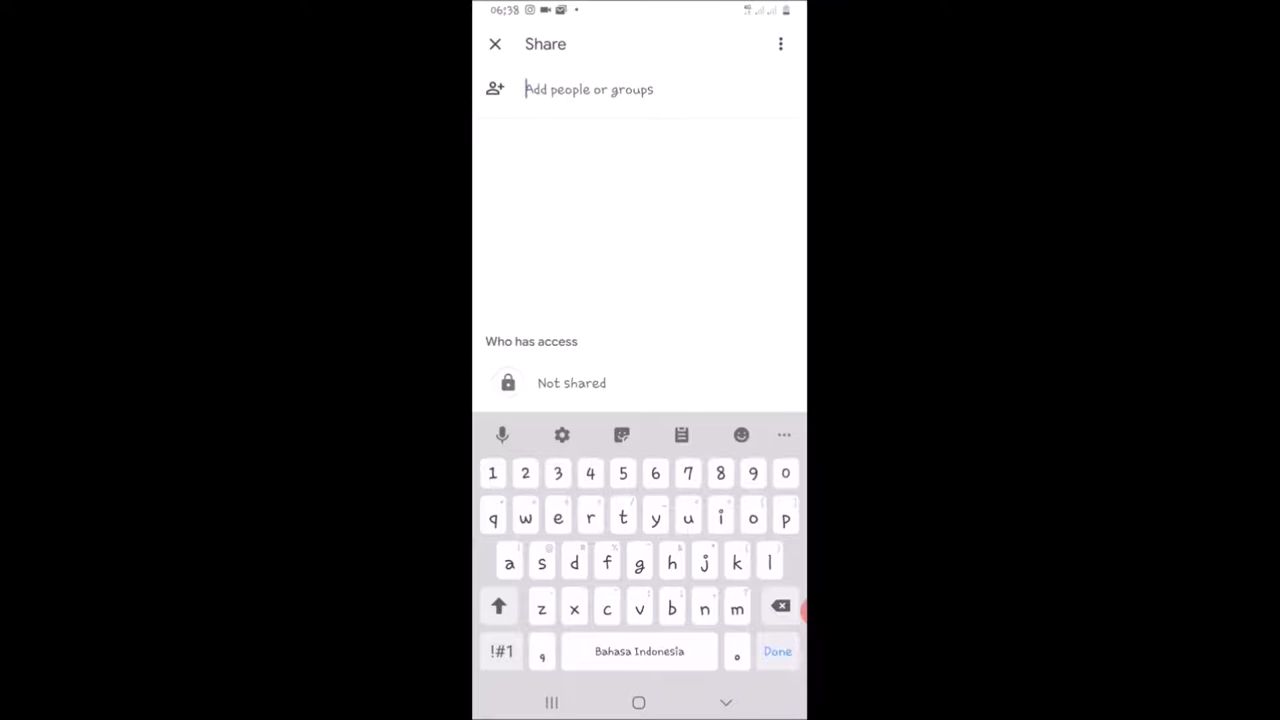 06:38
Share
Add people or groups
Who has access
Not shared
1 2 3 4 5 6 7 8 9 0
q w e r t y u i o p
a s d f g h j k l
z x c v b n m
!#1 , Bahasa Indonesia . Done